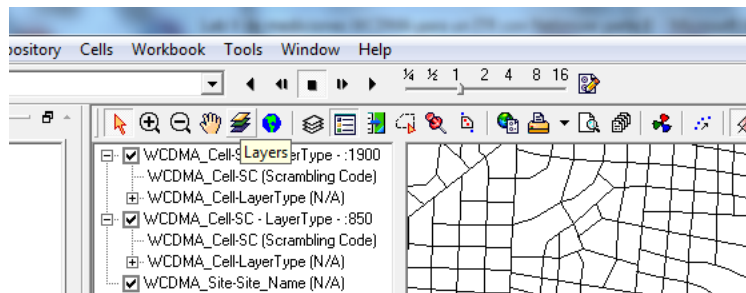 pository Cells Workbook Tools Window Help
¼ ½ 1 2 4 8 16
WCDMA_Cell-S Layers erType - :1900
WCDMA_Cell-SC (Scrambling Code)
WCDMA_Cell-LayerType (N/A)
WCDMA_Cell-SC - LayerType - :850
WCDMA_Cell-SC (Scrambling Code)
WCDMA_Cell-LayerType (N/A)
WCDMA_Site-Site_Name (N/A)